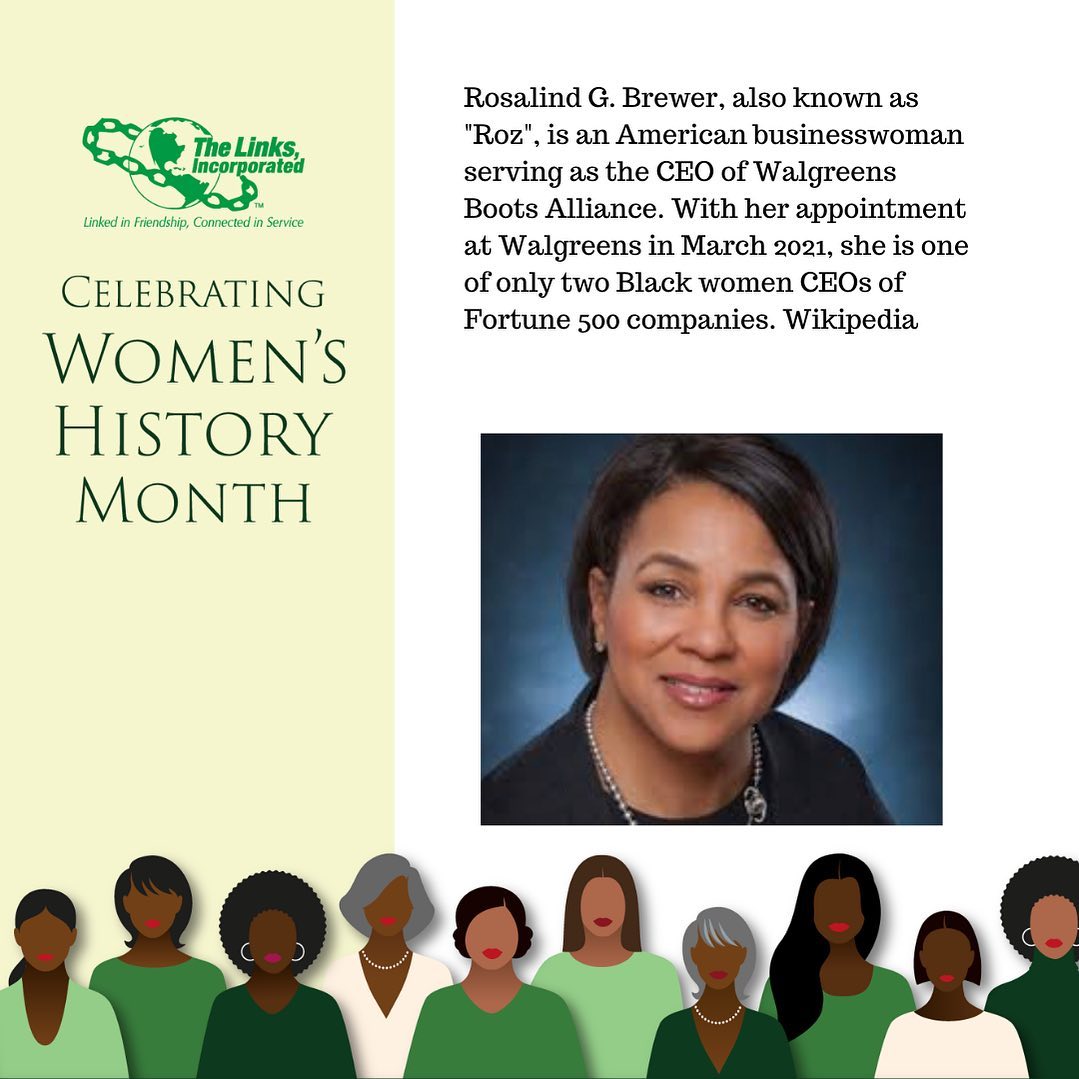 The Links,
Incorporated
TM
Linked in Friendship, Connected in Service
CELEBRATING
WOMEN'S
HISTORY
MONTH
Rosalind G. Brewer, also known as
"Roz", is an American businesswoman
serving as the CEO of Walgreens
Boots Alliance. With her appointment
at Walgreens in March 2021, she is one
of only two Black women CEOs of
Fortune 500 companies. Wikipedia